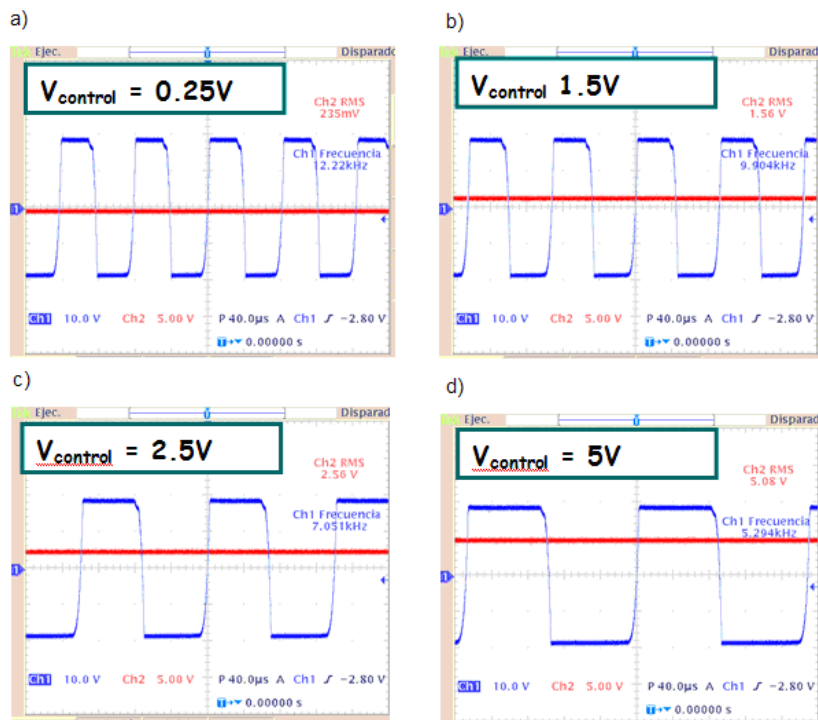 a)
Ejec.
Disparado
Vcontrol = 0.25V
Ch2 RMS
235mV
Ch1 Frecuencia
12.22kHz
1
Ch1 10.0 V Ch2 5.00 V P 40.0µs A Ch1 ∫ −2.80 V
T→▼ 0.00000 s
b)
Ejec.
Disparado
Vcontrol 1.5V
Ch2 RMS
1.56 V
Ch1 Frecuencia
9.904kHz
1
Ch1 10.0 V Ch2 5.00 V P 40.0µs A Ch1 ∫ −2.80 V
T→▼ 0.00000 s
c)
Ejec.
Disparad
Vcontrol = 2.5V
Ch2 RMS
2.56 V
Ch1 Frecuencia
7.051kHz
1
Ch1 10.0 V Ch2 5.00 V P 40.0µs A Ch1 ∫ −2.80 V
T→▼ 0.00000 s
d)
Ejec.
Disparad
Vcontrol = 5V
Ch2 RMS
5.08 V
Ch1 Frecuencia
5.294kHz
1
Ch1 10.0 V Ch2 5.00 V P 40.0µs A Ch1 ∫ −2.80 V
T→▼ 0.00000 s